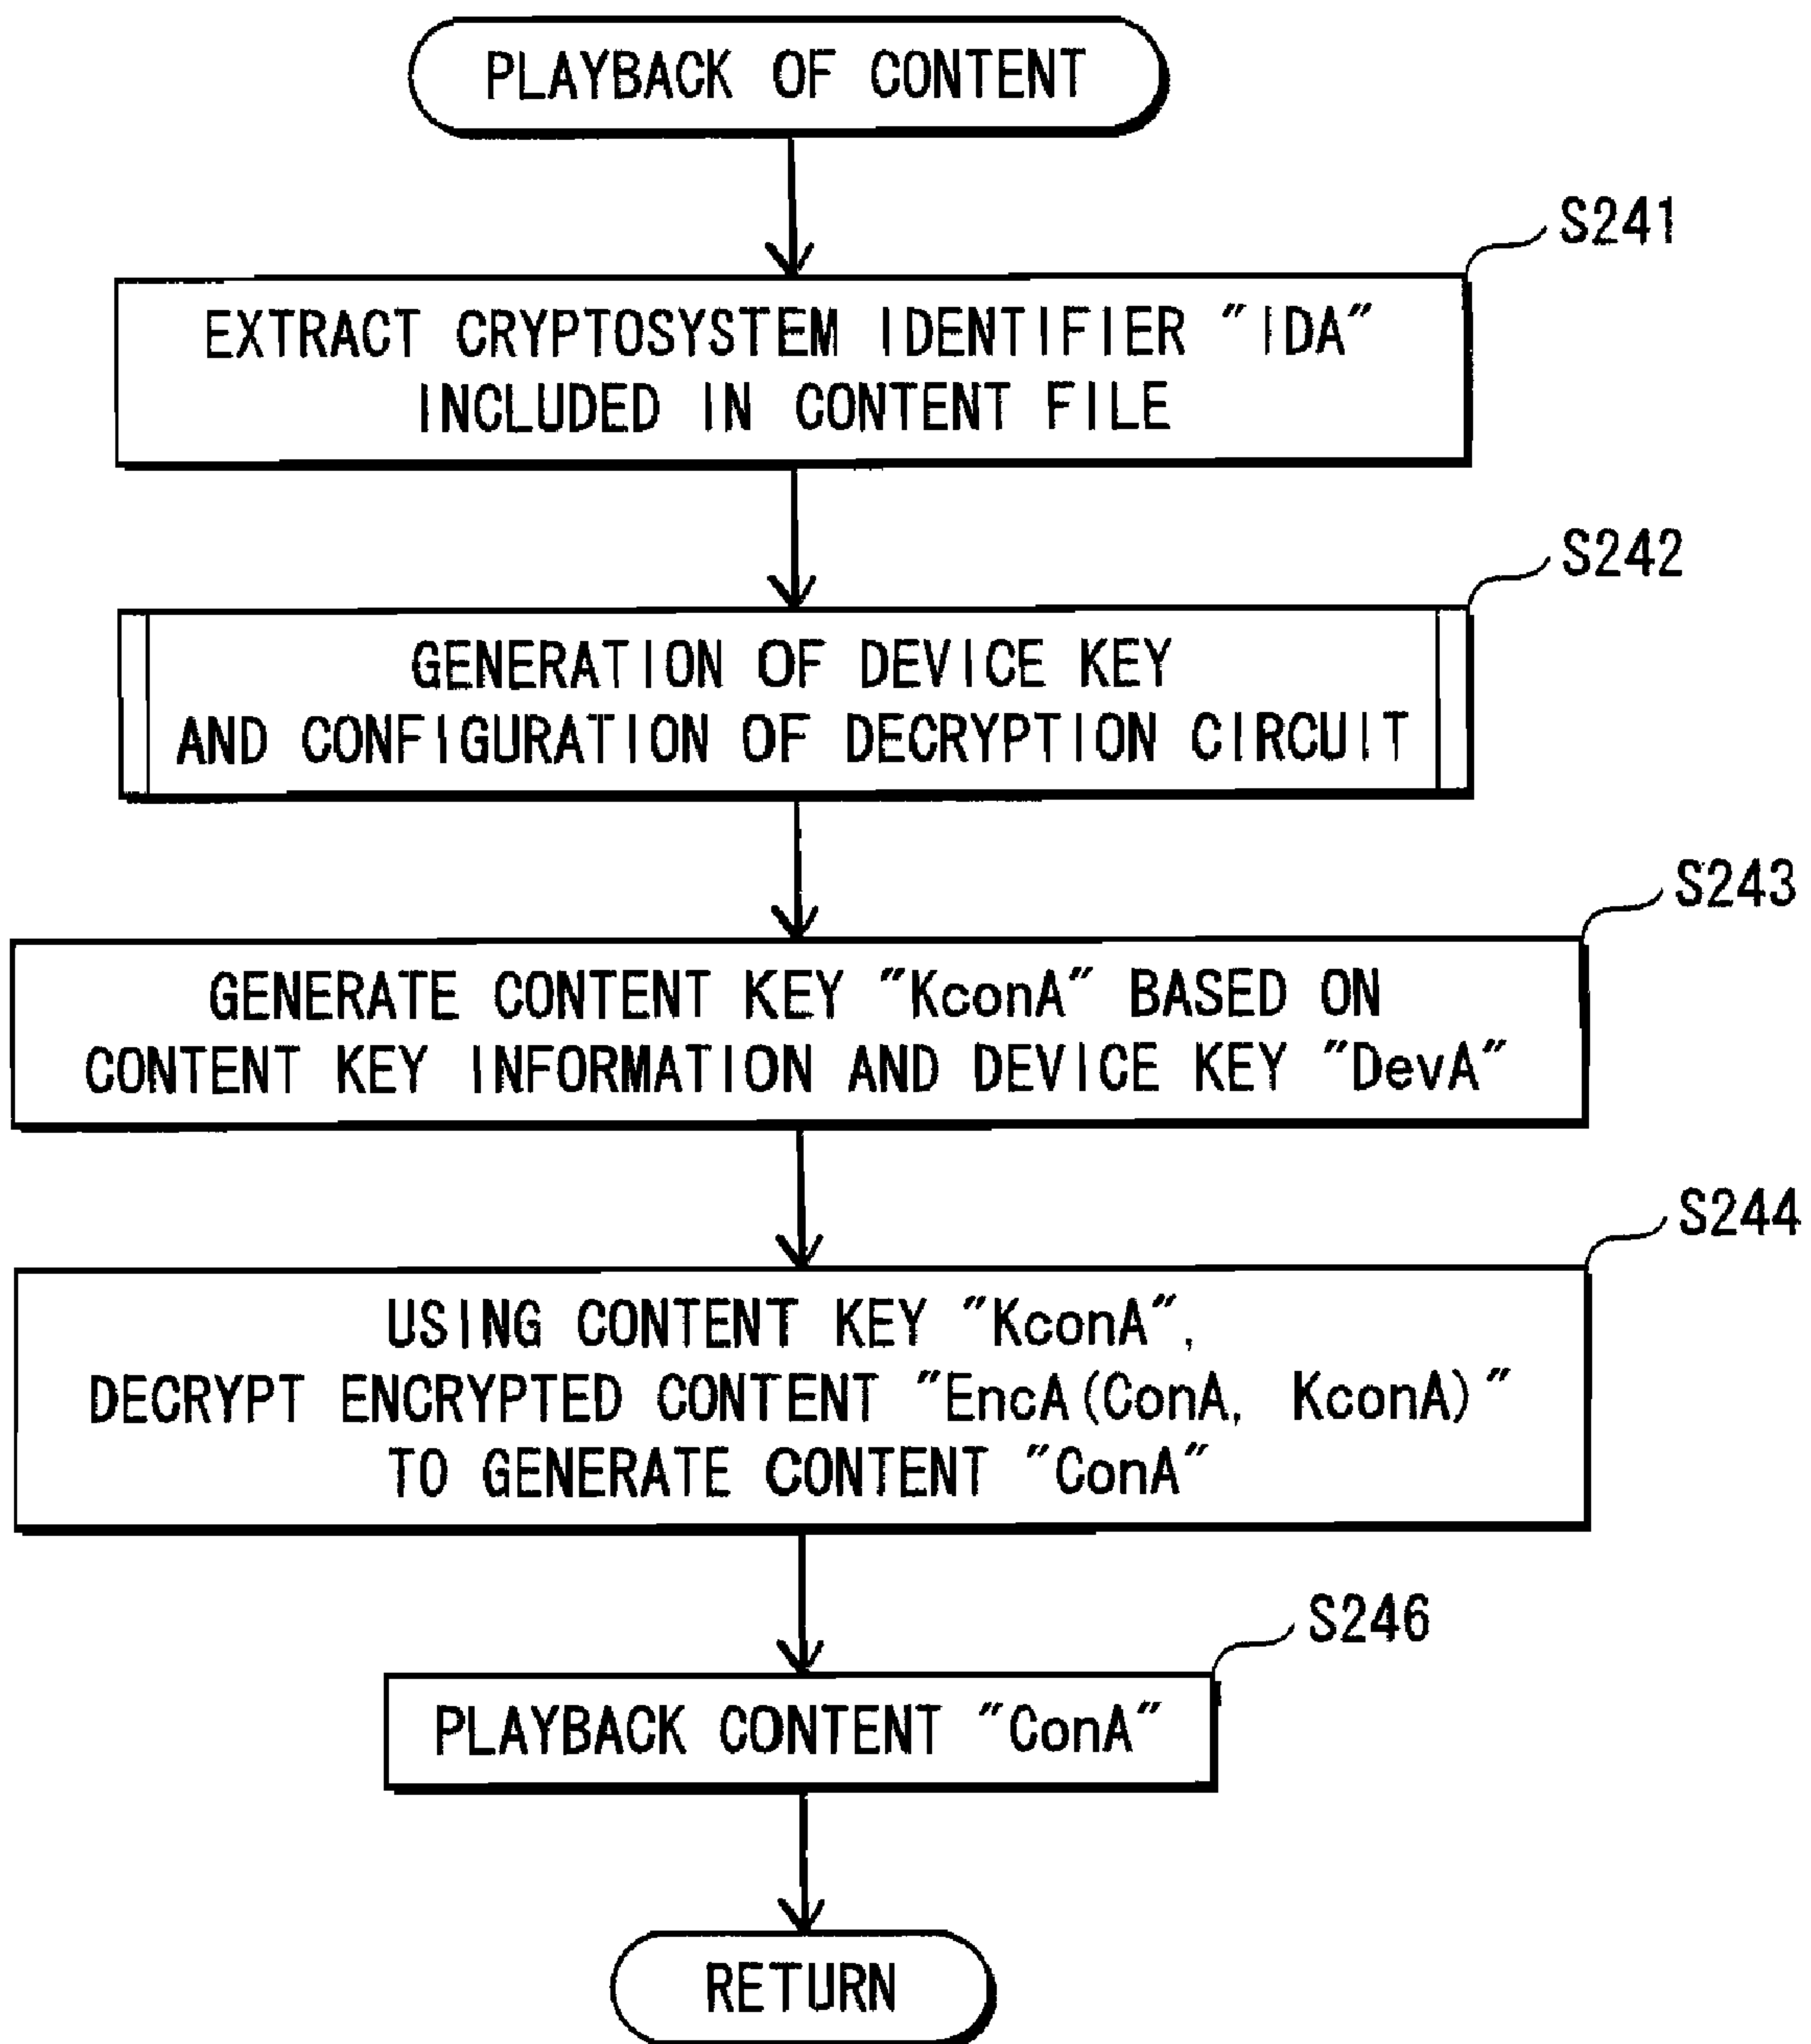 PLAYBACK OF CONTENT
S241
EXTRACT CRYPTOSYSTEM IDENTIFIER "IDA"
INCLUDED IN CONTENT FILE
S242
GENERATION OF DEVICE KEY
AND CONFIGURATION OF DECRYPTION CIRCUIT
S243
GENERATE CONTENT KEY "KconA" BASED ON
CONTENT KEY INFORMATION AND DEVICE KEY "DevA"
S244
USING CONTENT KEY "KconA",
DECRYPT ENCRYPTED CONTENT "EncA(ConA, KconA)"
TO GENERATE CONTENT "ConA"
S246
PLAYBACK CONTENT "ConA"
RETURN